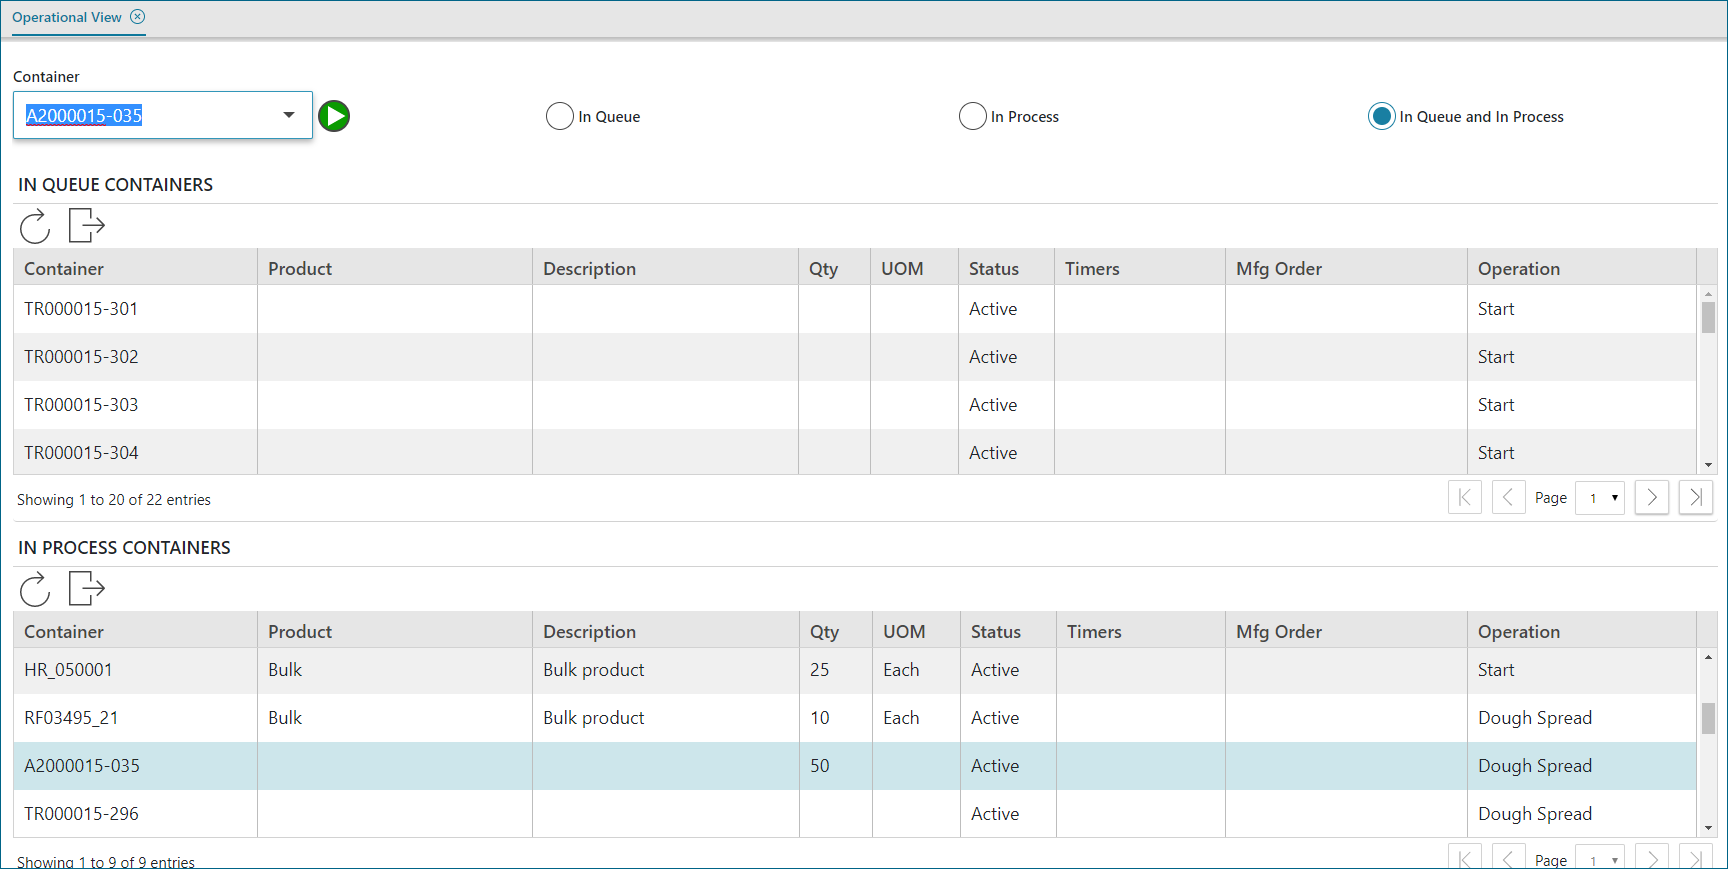 Operational View
Container
A2000015-035
In Queue
In Process
In Queue and In Process
IN QUEUE CONTAINERS
Container Product Description Qty UOM Status Timers Mfg Order Operation
TR000015-301 Active Start
TR000015-302 Active Start
TR000015-303 Active Start
TR000015-304 Active Start
Showing 1 to 20 of 22 entries
Page 1
IN PROCESS CONTAINERS
Container Product Description Qty UOM Status Timers Mfg Order Operation
HR_050001 Bulk Bulk product 25 Each Active Start
RF03495_21 Bulk Bulk product 10 Each Active Dough Spread
A2000015-035 50 Active Dough Spread
TR000015-296 Active Dough Spread
Showing 1 to 9 of 9 entries
Page 1